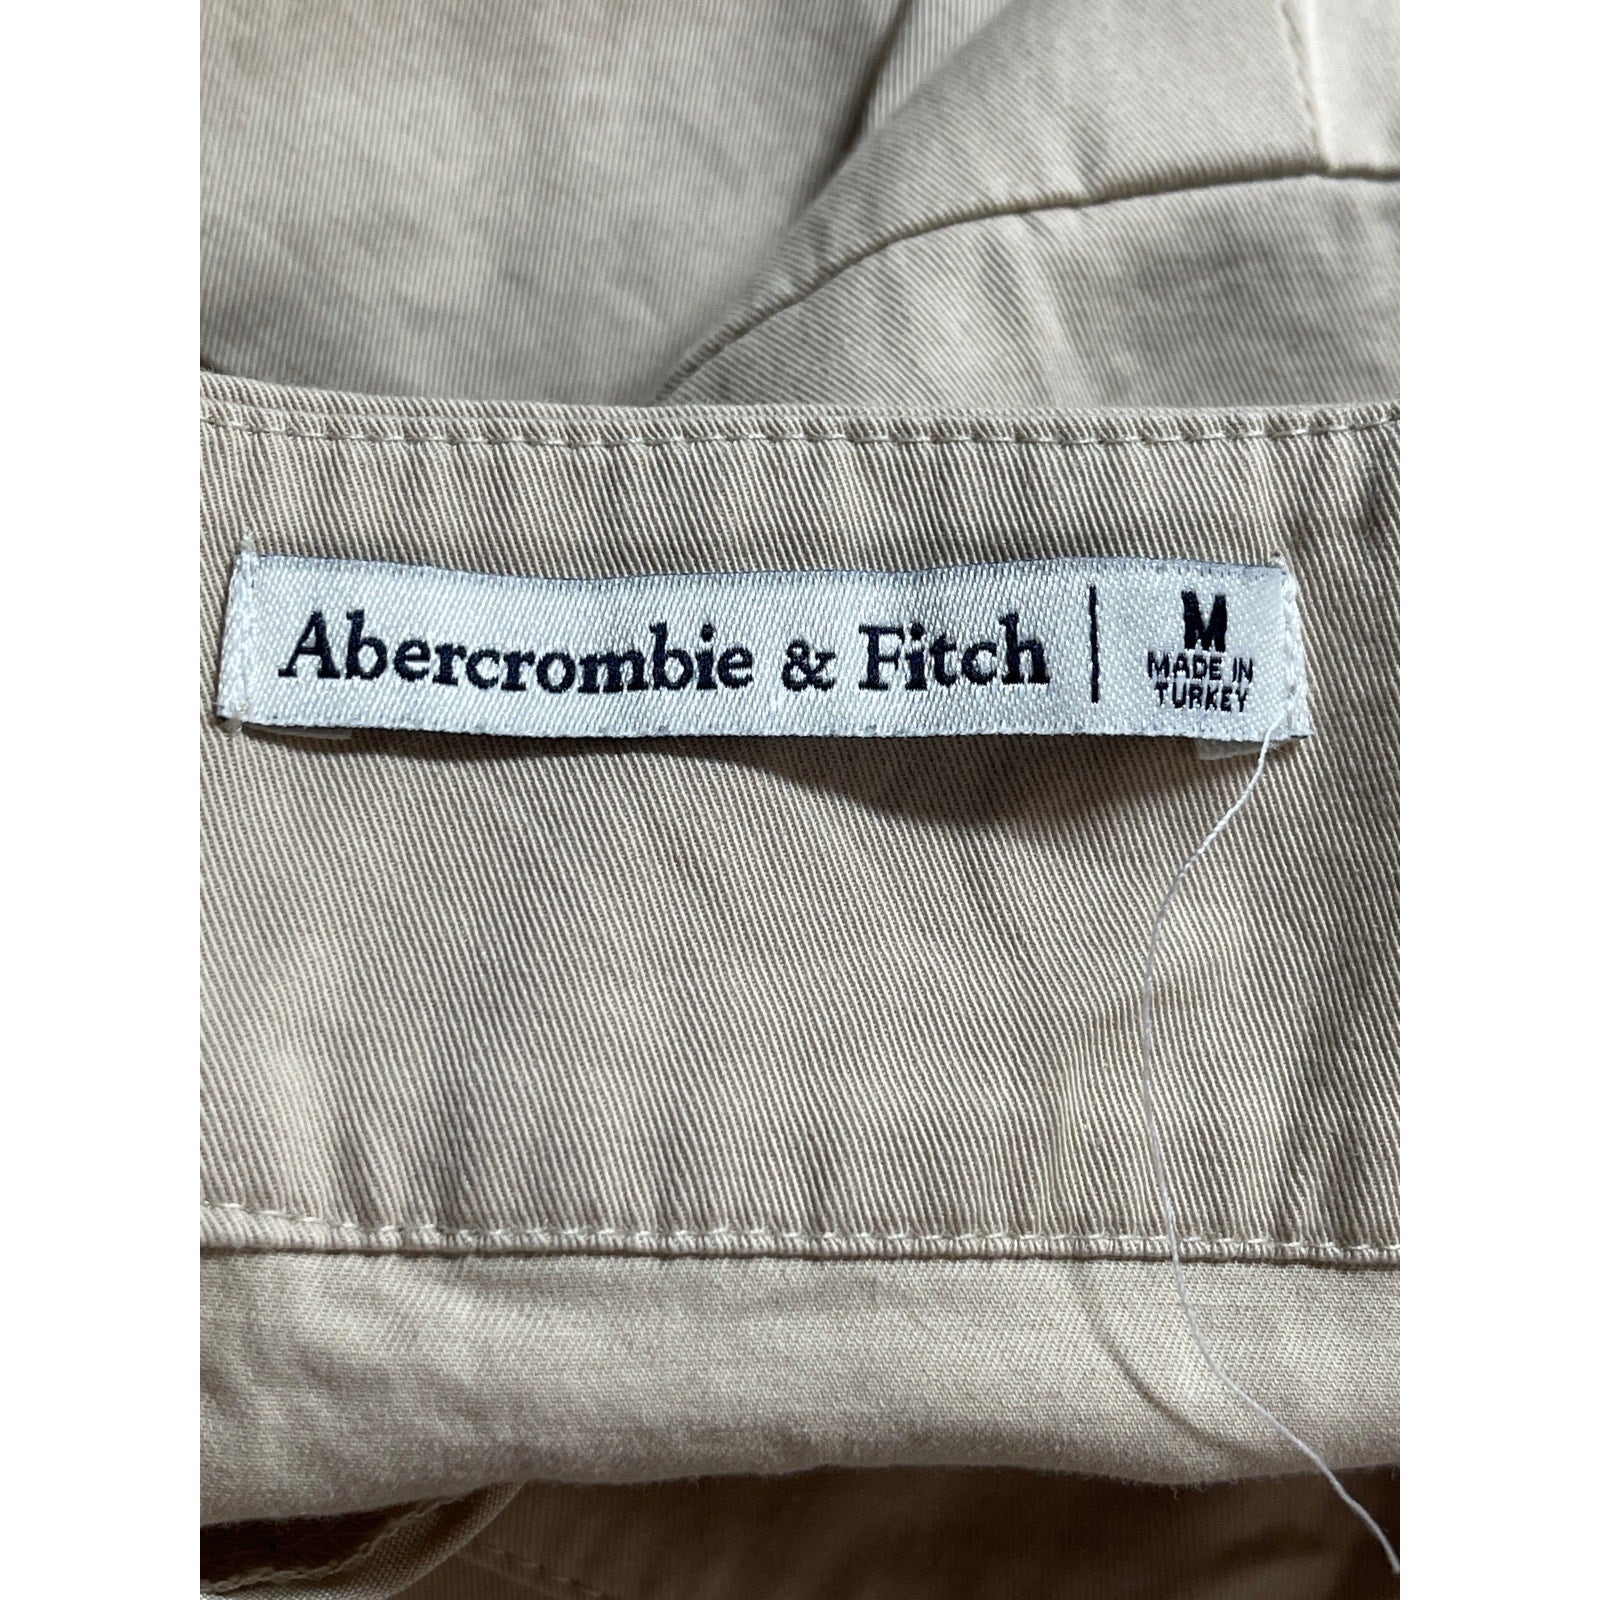 Abercrombie & Fitch | M
MADE IN
TURKEY